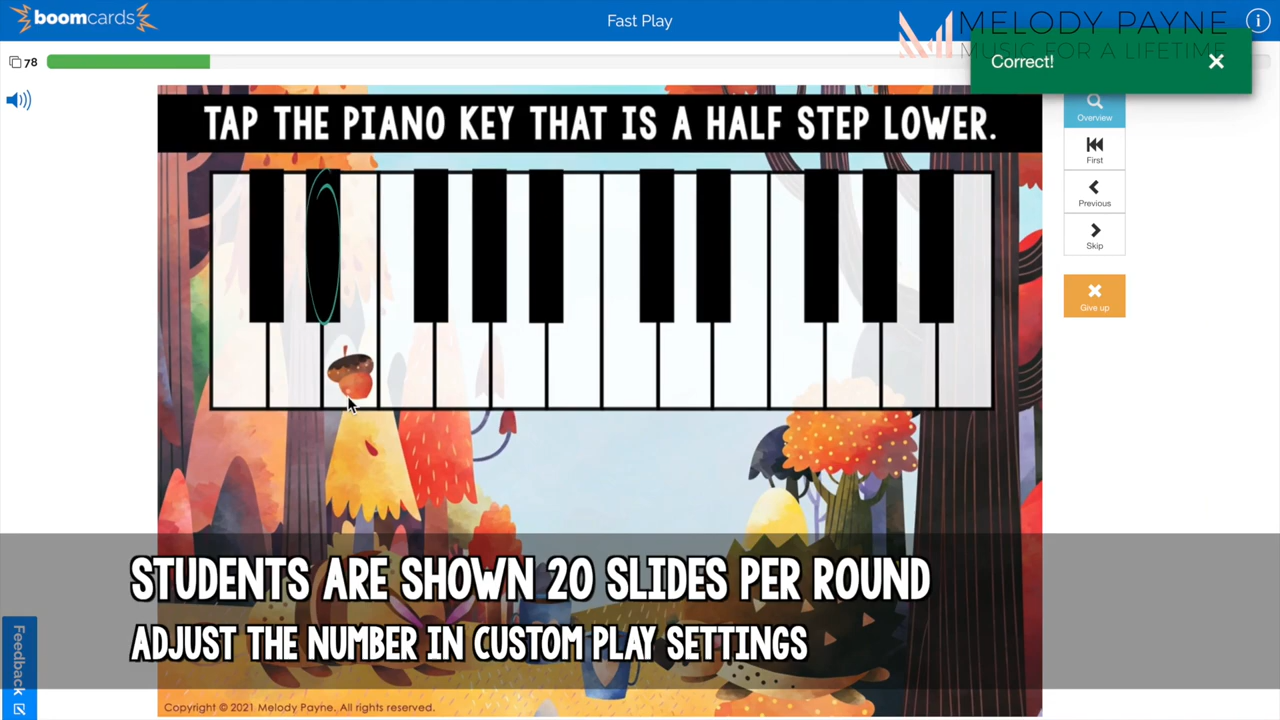 boomcards
Fast Play
MELODY PAYNE
MUSIC FOR A LIFETIME
78
Correct!
TAP THE PIANO KEY THAT IS A HALF STEP LOWER.
Overview
First
Previous
Skip
Give up
STUDENTS ARE SHOWN 20 SLIDES PER ROUND
ADJUST THE NUMBER IN CUSTOM PLAY SETTINGS
Feedback
Copyright © 2021 Melody Payne. All rights reserved.